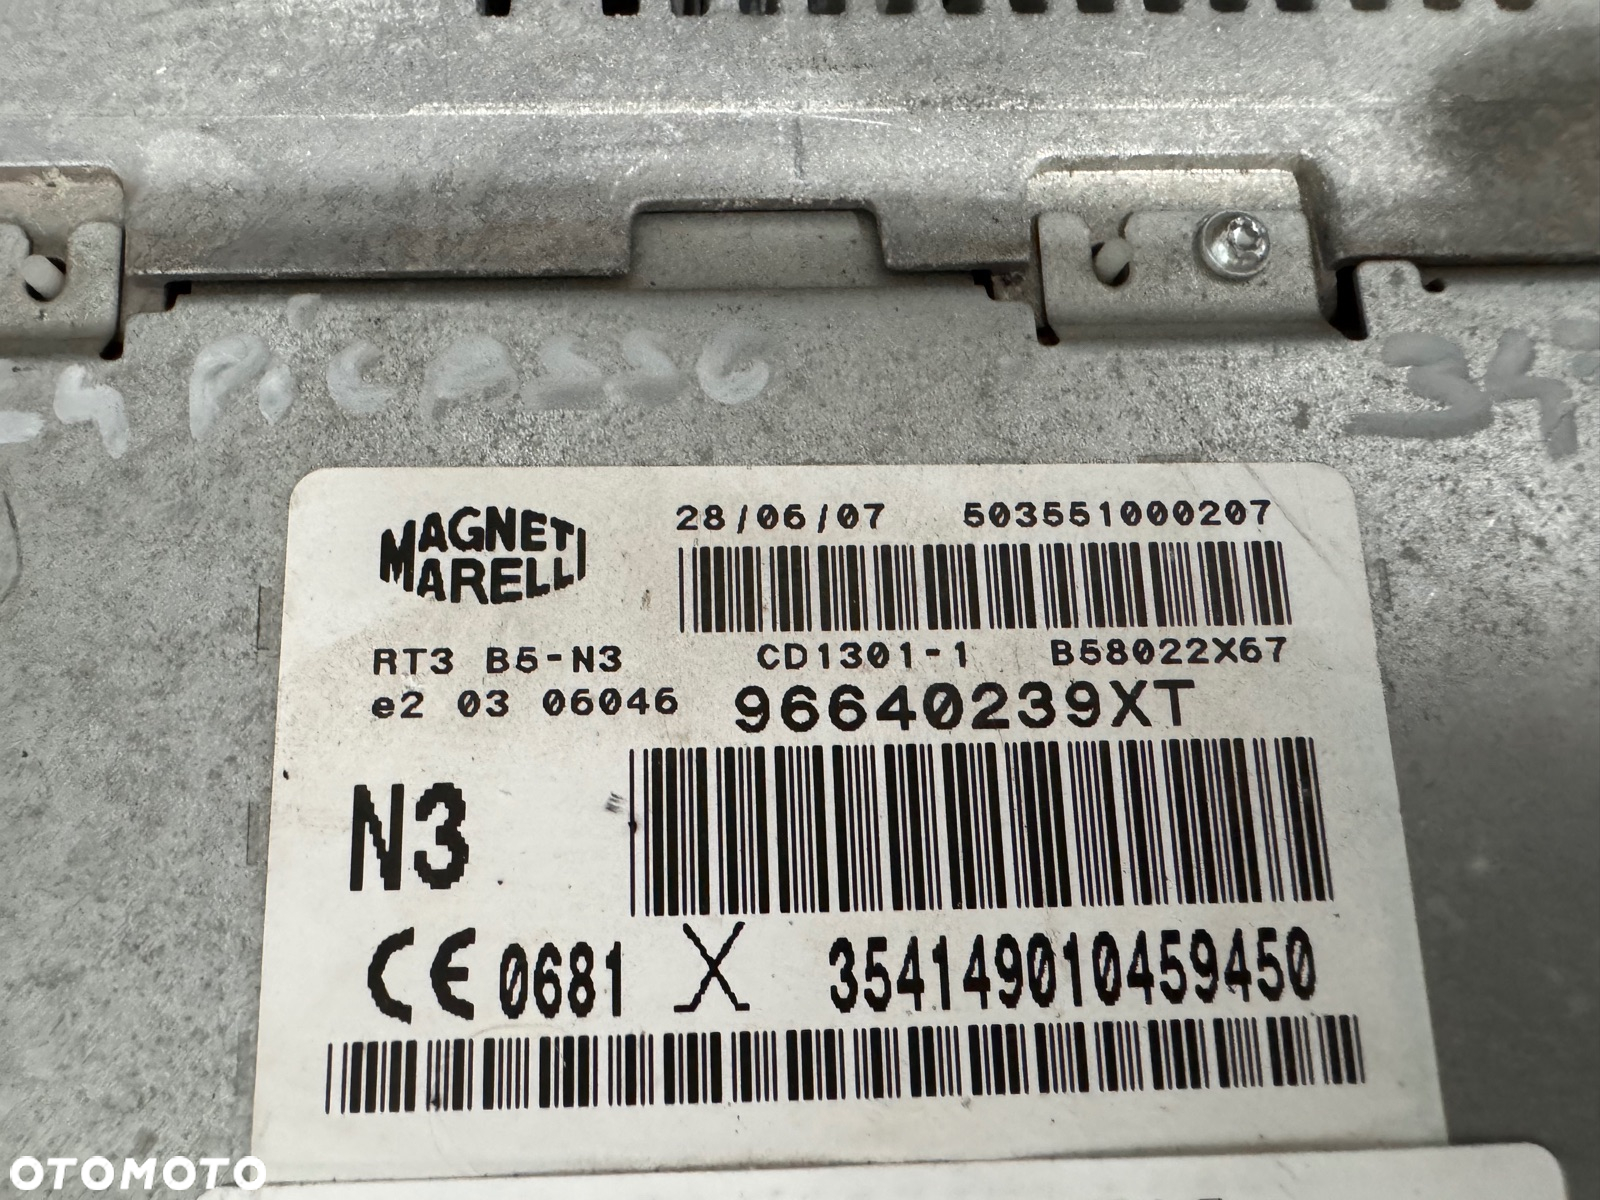 C4 PICASSO
MAGNETI
MARELLI
28/06/07 503551000207
RT3 B5-N3 CD1301-1 B58022X67
e2 03 06046 96640239XT
N3
CE 0681 354149010459450
OTOMOTO